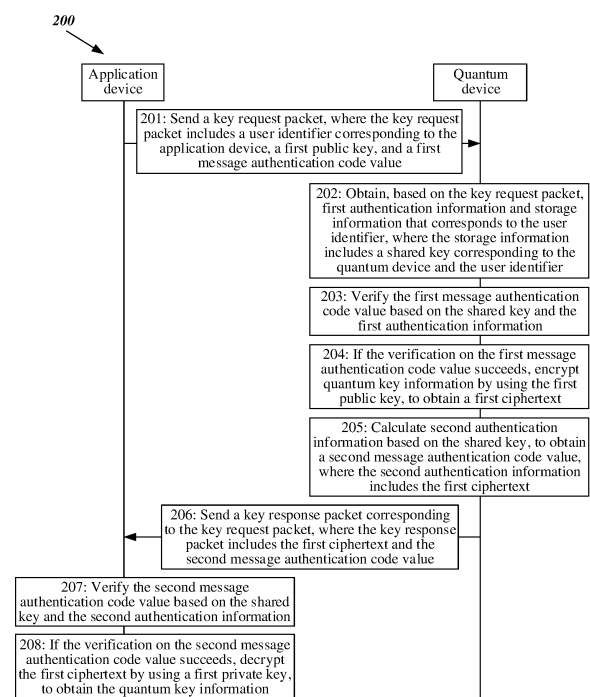 200
Application
device
Quantum
device
201: Send a key request packet, where the key request
packet includes a user identifier corresponding to the
application device, a first public key, and a first
message authentication code value
202: Obtain, based on the key request packet,
first authentication information and storage
information that corresponds to the user
identifier, where the storage information
includes a shared key corresponding to the
quantum device and the user identifier
203: Verify the first message authentication
code value based on the shared key and the
first authentication information
204: If the verification on the first message
authentication code value succeeds, encrypt
quantum key information by using the first
public key, to obtain a first ciphertext
205: Calculate second authentication
information based on the shared key, to obtain
a second message authentication code value,
where the second authentication information
includes the first ciphertext
206: Send a key response packet corresponding
to the key request packet, where the key response
packet includes the first ciphertext and the
second message authentication code value
207: Verify the second message
authentication code value based on the shared
key and the second authentication information
208: If the verification on the second message
authentication code value succeeds, decrypt
the first ciphertext by using a first private key,
to obtain the quantum key information